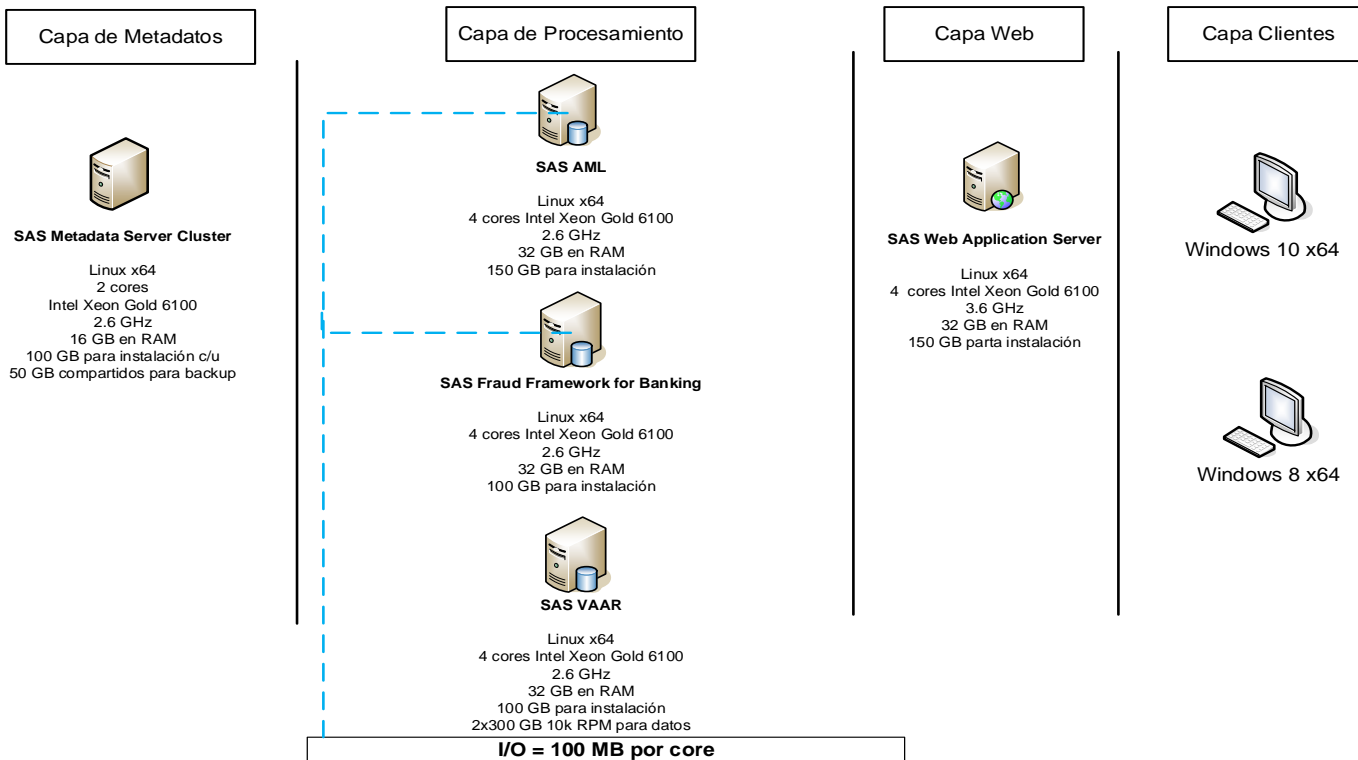 Capa de Metadatos
SAS Metadata Server Cluster
Linux x64
2 cores
Intel Xeon Gold 6100
2.6 GHz
16 GB en RAM
100 GB para instalación c/u
50 GB compartidos para backup
Capa de Procesamiento
SAS AML
Linux x64
4 cores Intel Xeon Gold 6100
2.6 GHz
32 GB en RAM
150 GB para instalación
SAS Fraud Framework for Banking
Linux x64
4 cores Intel Xeon Gold 6100
2.6 GHz
32 GB en RAM
100 GB para instalación
SAS VAAR
Linux x64
4 cores Intel Xeon Gold 6100
2.6 GHz
32 GB en RAM
100 GB para instalación
2x300 GB 10k RPM para datos
I/O = 100 MB por core
Capa Web
SAS Web Application Server
Linux x64
4 cores Intel Xeon Gold 6100
3.6 GHz
32 GB en RAM
150 GB parta instalación
Capa Clientes
Windows 10 x64
Windows 8 x64